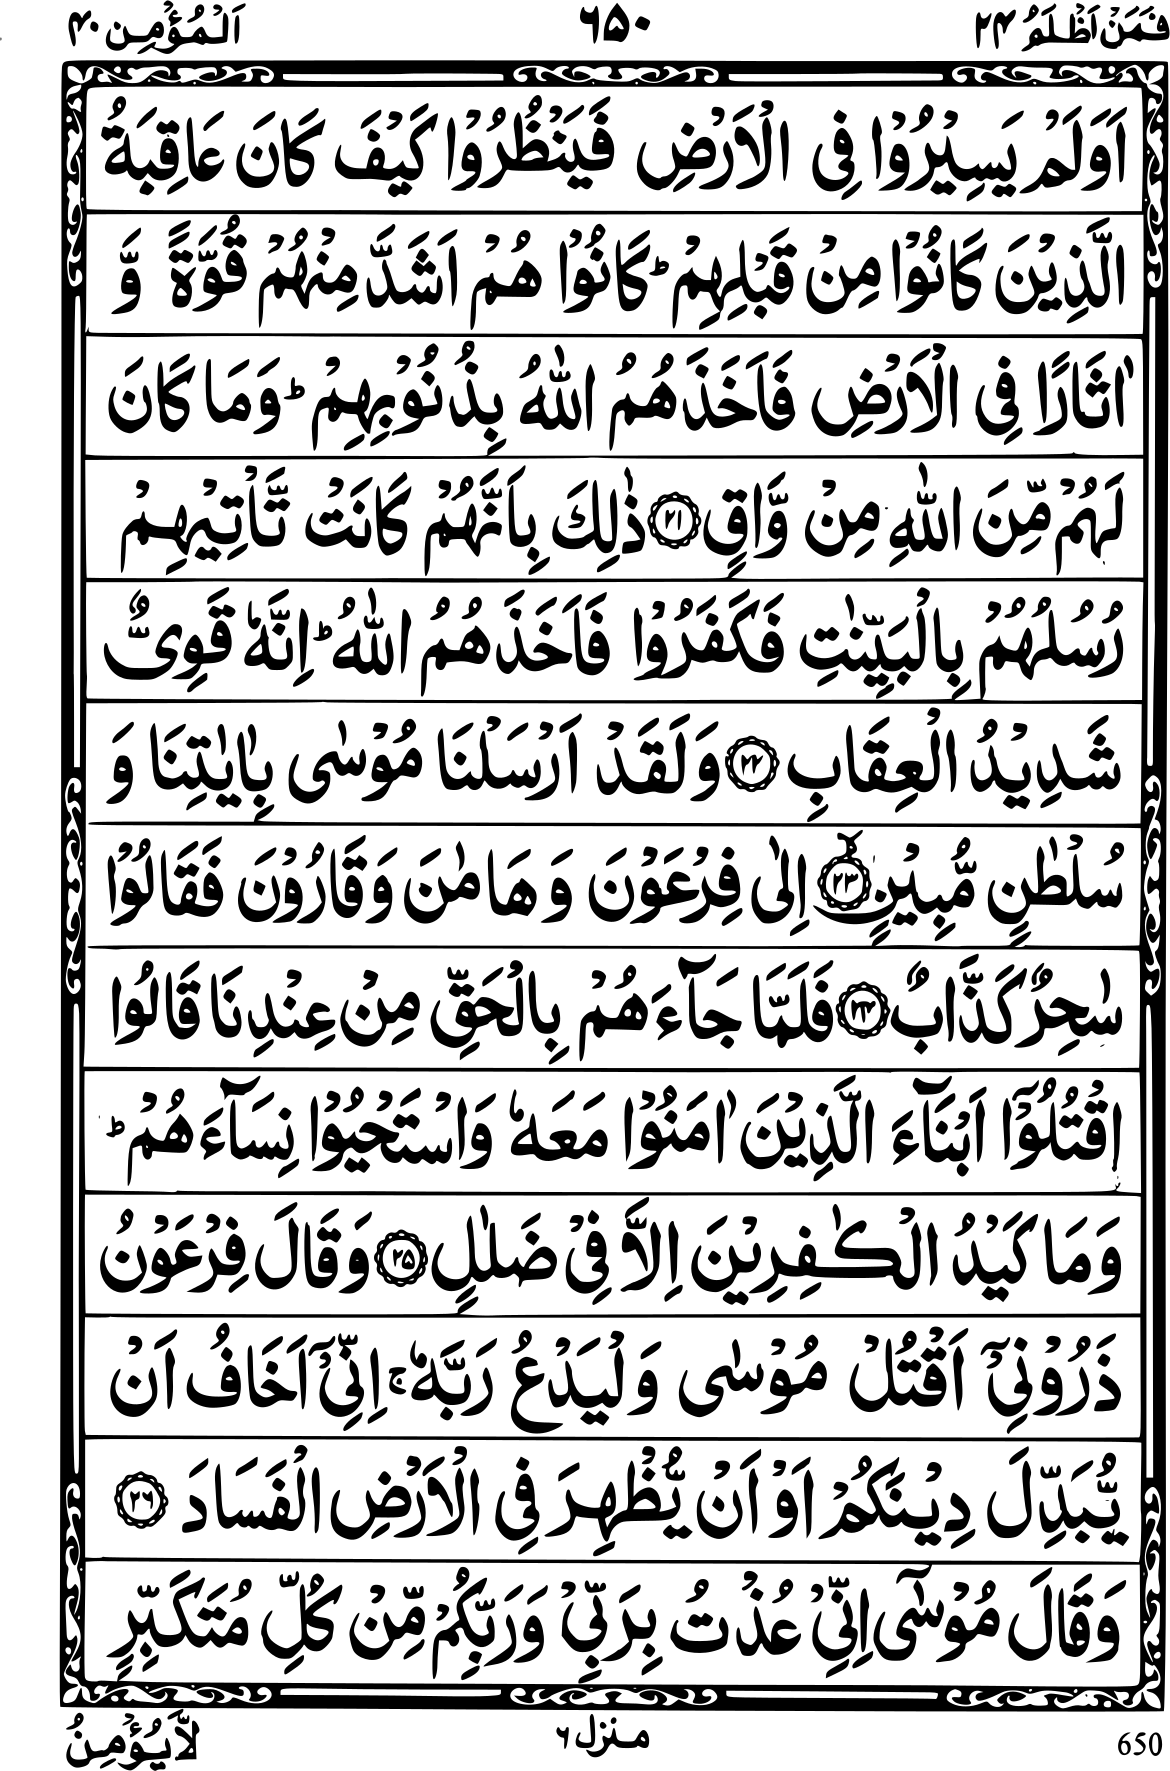 فَمَنْ اَظْلَمُ ۲۴ ۶۵۰ اَلْمُؤْمِن ۴۰
اَوَلَمْ یَسِیْرُوْا فِی الْاَرْضِ فَیَنْظُرُوْا كَیْفَ كَانَ عَاقِبَةُ
الَّذِیْنَ كَانُوْا مِنْ قَبْلِهِمْ ؕ كَانُوْا هُمْ اَشَدَّ مِنْهُمْ قُوَّةً وَّ
اٰثَارًا فِی الْاَرْضِ فَاَخَذَهُمُ اللّٰهُ بِذُنُوْبِهِمْ ؕ وَمَا كَانَ
لَهُمْ مِّنَ اللّٰهِ مِنْ وَّاقٍ ۝۲۱ ذٰلِكَ بِاَنَّهُمْ كَانَتْ تَّاْتِیْهِمْ
رُسُلُهُمْ بِالْبَیِّنٰتِ فَكَفَرُوْا فَاَخَذَهُمُ اللّٰهُ ؕ اِنَّهٗ قَوِیٌّ
شَدِیْدُ الْعِقَابِ ۝۲۲ وَلَقَدْ اَرْسَلْنَا مُوْسٰی بِاٰیٰتِنَا وَ
سُلْطٰنٍ مُّبِیْنٍ ۝۲۳ۙ اِلٰی فِرْعَوْنَ وَ هَامٰنَ وَقَارُوْنَ فَقَالُوْا
سٰحِرٌ كَذَّابٌ ۝۲۴ فَلَمَّا جَآءَهُمْ بِالْحَقِّ مِنْ عِنْدِنَا قَالُوا
اقْتُلُوْۤا اَبْنَآءَ الَّذِیْنَ اٰمَنُوْا مَعَهٗ وَاسْتَحْیُوْا نِسَآءَهُمْ ؕ
وَمَا كَیْدُ الْكٰفِرِیْنَ اِلَّا فِیْ ضَلٰلٍ ۝۲۵ وَقَالَ فِرْعَوْنُ
ذَرُوْنِیْۤ اَقْتُلْ مُوْسٰی وَلْیَدْعُ رَبَّهٗ ۚ اِنِّیْۤ اَخَافُ اَنْ
یُّبَدِّلَ دِیْنَكُمْ اَوْ اَنْ یُّظْهِرَ فِی الْاَرْضِ الْفَسَادَ ۝۲۶
وَقَالَ مُوْسٰۤی اِنِّیْ عُذْتُ بِرَبِّیْ وَرَبِّكُمْ مِّنْ كُلِّ مُتَكَبِّرٍ
650 منزل ۶ لَّا یُؤْمِنُ